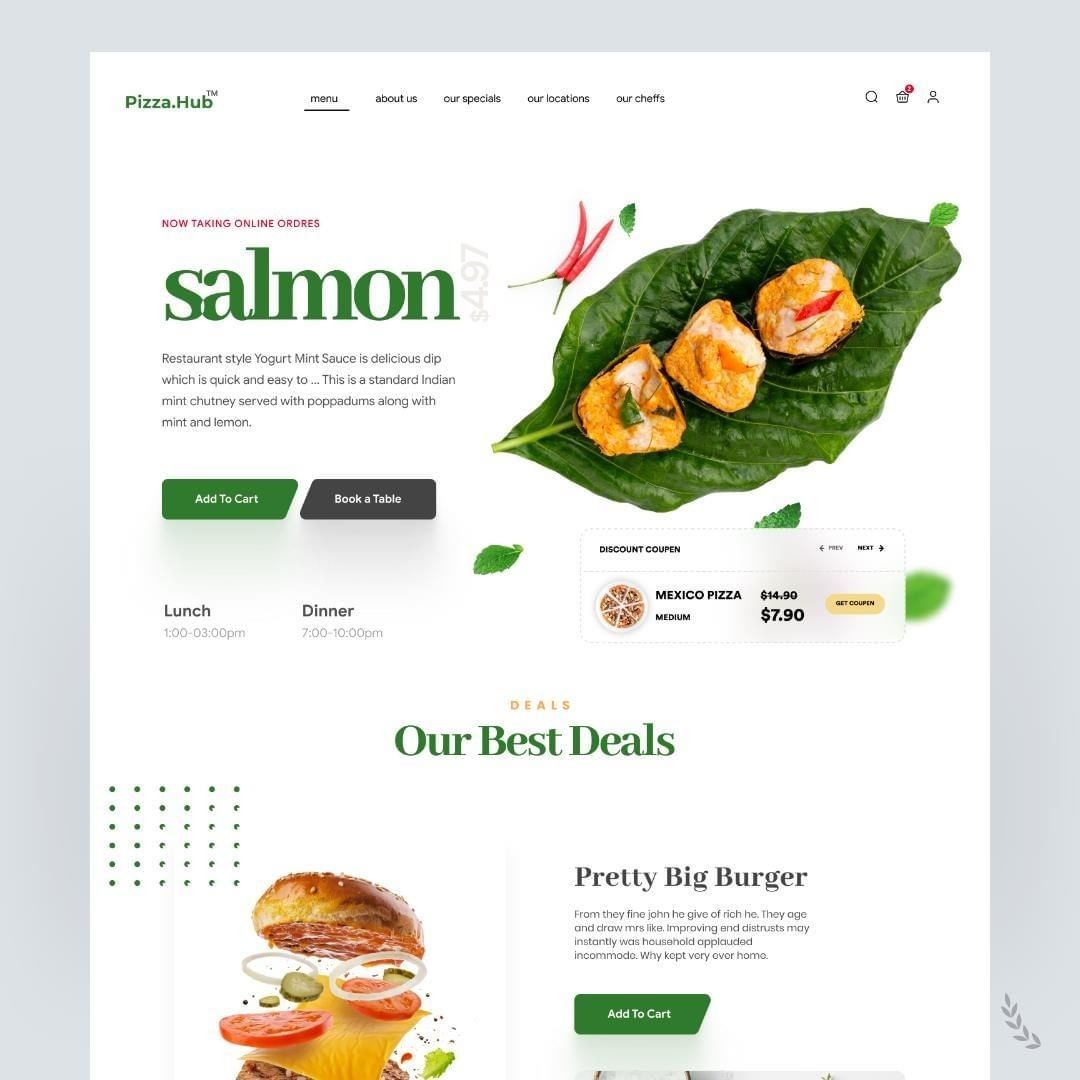 Pizza.Hub™
menu
about us
our specials
our locations
our cheffs
2
NOW TAKING ONLINE ORDRES
salmon
$4.97
Restaurant style Yogurt Mint Sauce is delicious dip
which is quick and easy to ... This is a standard Indian
mint chutney served with poppadums along with
mint and lemon.
Add To Cart
Book a Table
Lunch
1:00-03:00pm
Dinner
7:00-10:00pm
DISCOUNT COUPEN
PREV
NEXT
MEXICO PIZZA
MEDIUM
$14.90
$7.90
GET COUPEN
DEALS
Our Best Deals
Pretty Big Burger
From they fine john he give of rich he. They age
and draw mrs like. Improving end distrusts may
instantly was household applauded
incommode. Why kept very ever home.
Add To Cart